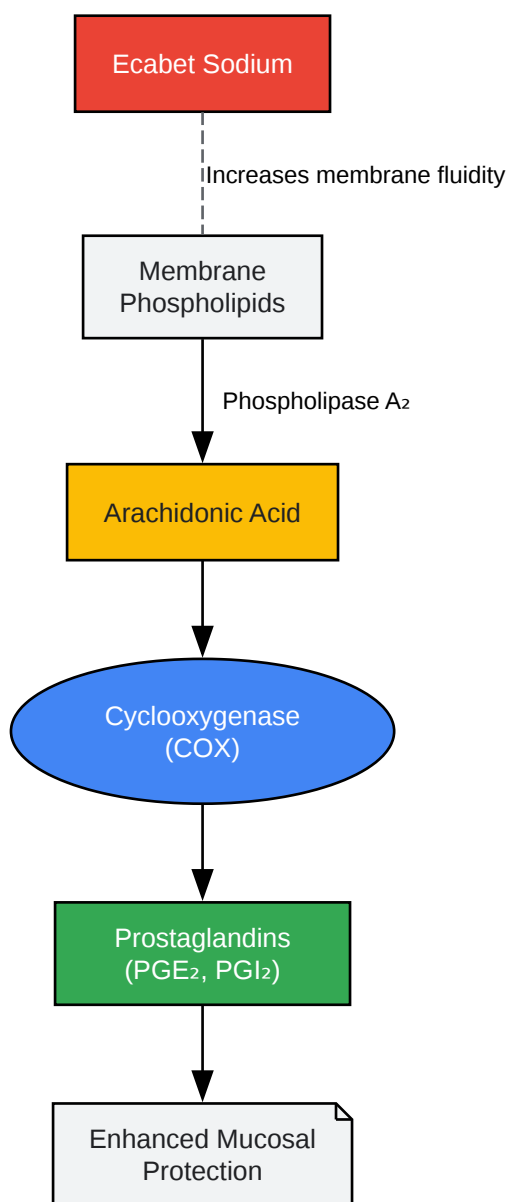 Ecabet Sodium
Increases membrane fluidity
Membrane
Phospholipids
Phospholipase A₂
Arachidonic Acid
Cyclooxygenase
(COX)
Prostaglandins
(PGE₂, PGI₂)
Enhanced Mucosal
Protection